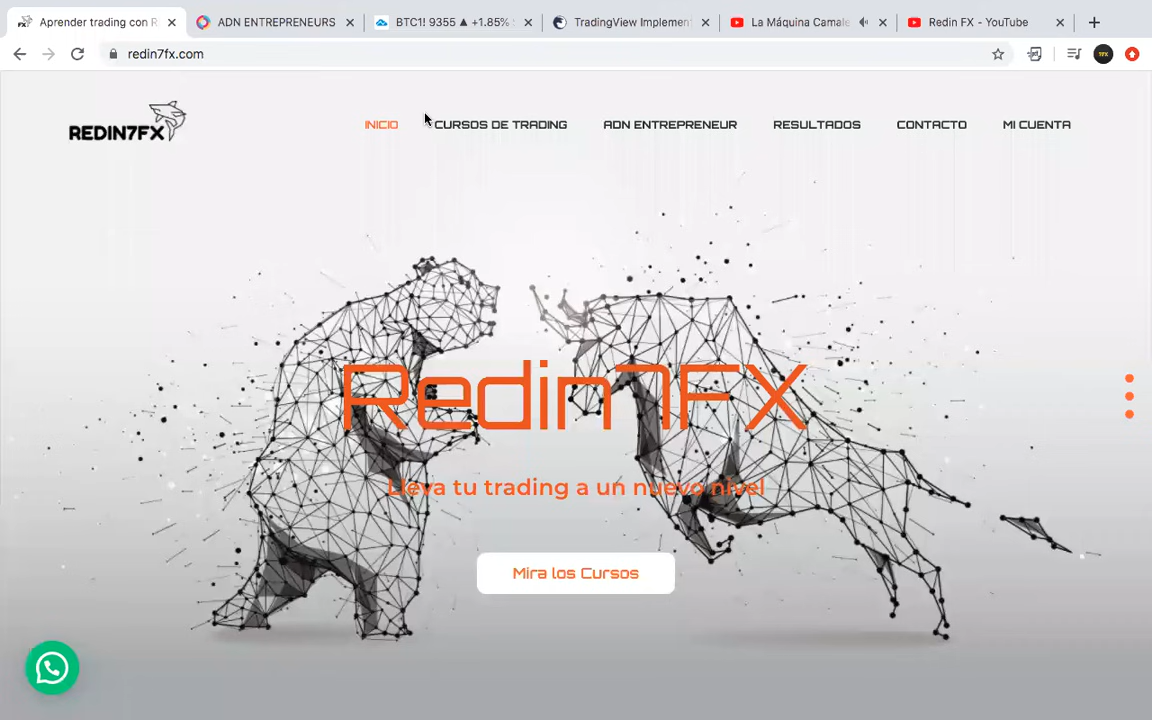 Aprender trading con R
ADN ENTREPRENEURS
BTC1! 9355 ▲ +1.85%
TradingView Implement
La Máquina Camale
Redin FX - YouTube
redin7fx.com
REDIN7FX
INICIO
CURSOS DE TRADING
ADN ENTREPRENEUR
RESULTADOS
CONTACTO
MI CUENTA
Redin7FX
Lleva tu trading a un nuevo nivel
Mira los Cursos